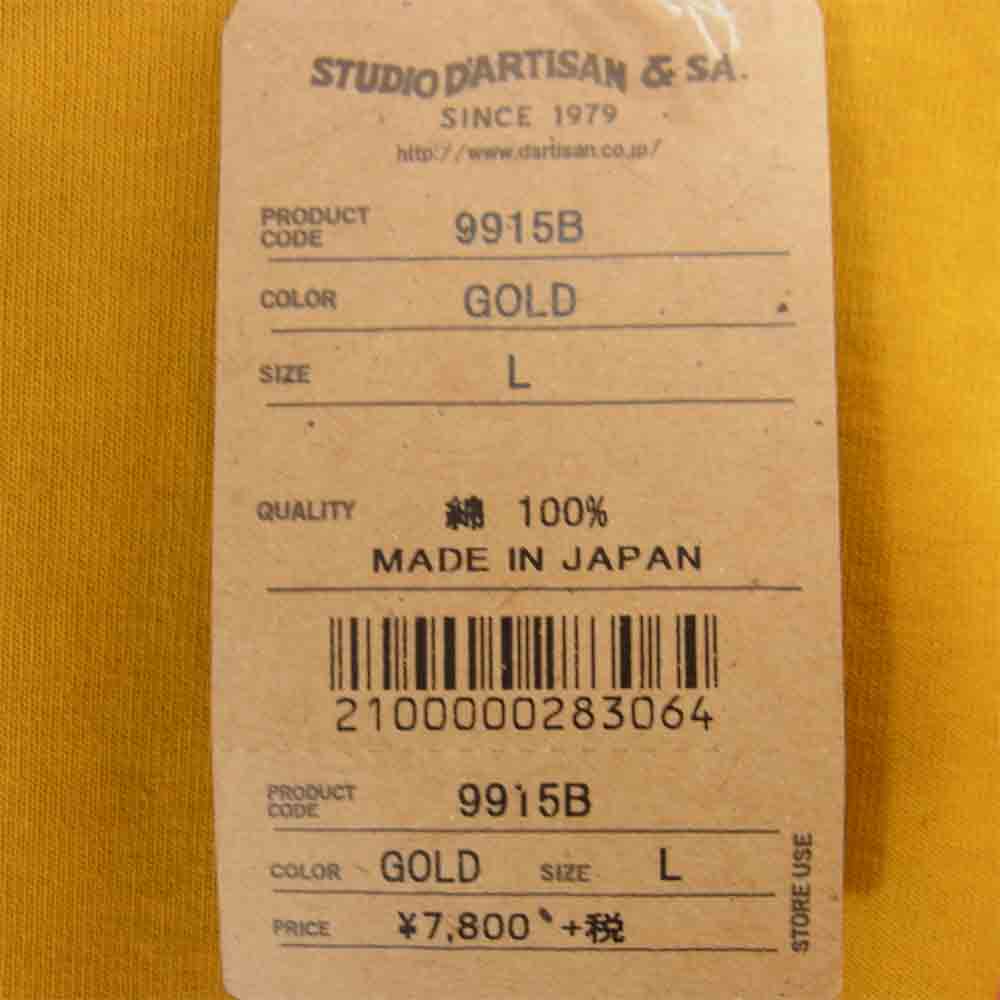 STUDIO D'ARTISAN & SA.
SINCE 1979
http://www.dartisan.co.jp/
PRODUCT CODE 9915B
COLOR GOLD
SIZE L
QUALITY 綿 100%
MADE IN JAPAN
2100000283064
PRODUCT CODE 9915B
COLOR GOLD SIZE L
PRICE ¥7,800 +税
STORE USE